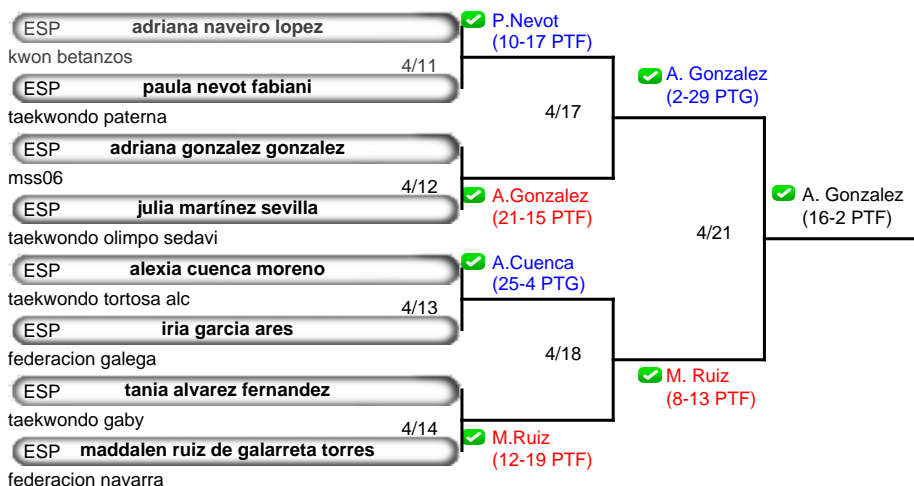 ESP adriana naveiro lopez
kwon betanzos
4/11
ESP paula nevot fabiani
taekwondo paterna
P.Nevot
(10-17 PTF)
ESP adriana gonzalez gonzalez
mss06
4/12
ESP julia martínez sevilla
taekwondo olimpo sedavi
A.Gonzalez
(21-15 PTF)
4/17
A. Gonzalez
(2-29 PTG)
ESP alexia cuenca moreno
taekwondo tortosa alc
4/13
ESP iria garcia ares
federacion galega
A.Cuenca
(25-4 PTG)
ESP tania alvarez fernandez
taekwondo gaby
4/14
ESP maddalen ruiz de galarreta torres
federacion navarra
M.Ruiz
(12-19 PTF)
4/18
M. Ruiz
(8-13 PTF)
4/21
A. Gonzalez
(16-2 PTF)